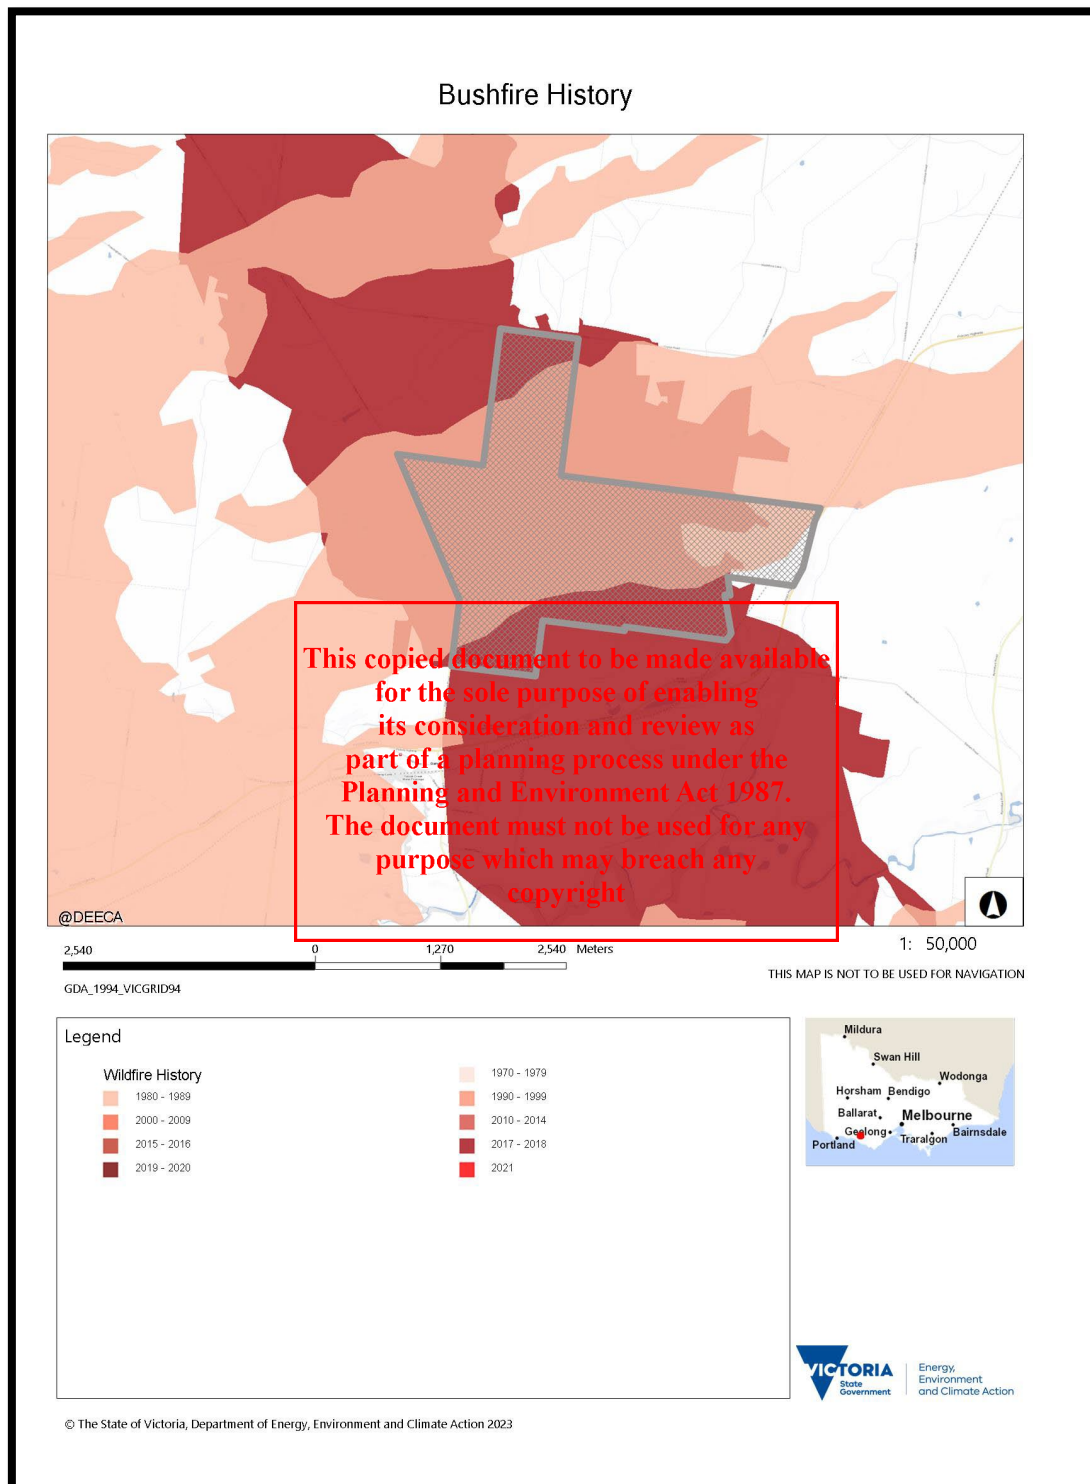 Bushfire History
This copied document to be made available
for the sole purpose of enabling
its consideration and review as
part of a planning process under the
Planning and Environment Act 1987.
The document must not be used for any
purpose which may breach any
copyright
@DEECA
2,540 0 1,270 2,540 Meters
1: 50,000
THIS MAP IS NOT TO BE USED FOR NAVIGATION
GDA_1994_VICGRID94
Legend
Wildfire History
1980 - 1989
2000 - 2009
2015 - 2016
2019 - 2020
1970 - 1979
1990 - 1999
2010 - 2014
2017 - 2018
2021
Mildura
Swan Hill
Wodonga
Horsham Bendigo
Ballarat Melbourne
Geelong Bairnsdale
Portland Traralgon
VICTORIA
State
Government
Energy,
Environment
and Climate Action
© The State of Victoria, Department of Energy, Environment and Climate Action 2023